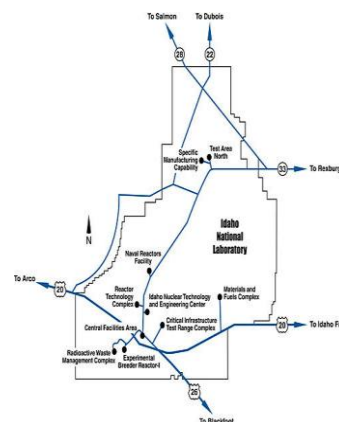 To Salmon
To Dubois
28
22
Specific
Manufacturing
Capability
Test Area
North
33
To Rexburg
N
Idaho
National
Laboratory
Naval Reactors
Facility
To Arco
20
Reactor
Technology
Complex
Idaho Nuclear Technology
and Engineering Center
Materials and
Fuels Complex
Critical Infrastructure
Test Range Complex
20
To Idaho F
Central Facilities
Area
Radioactive Waste
Management Complex
Experimental
Breeder Reactor-I
26
To Blackfoot